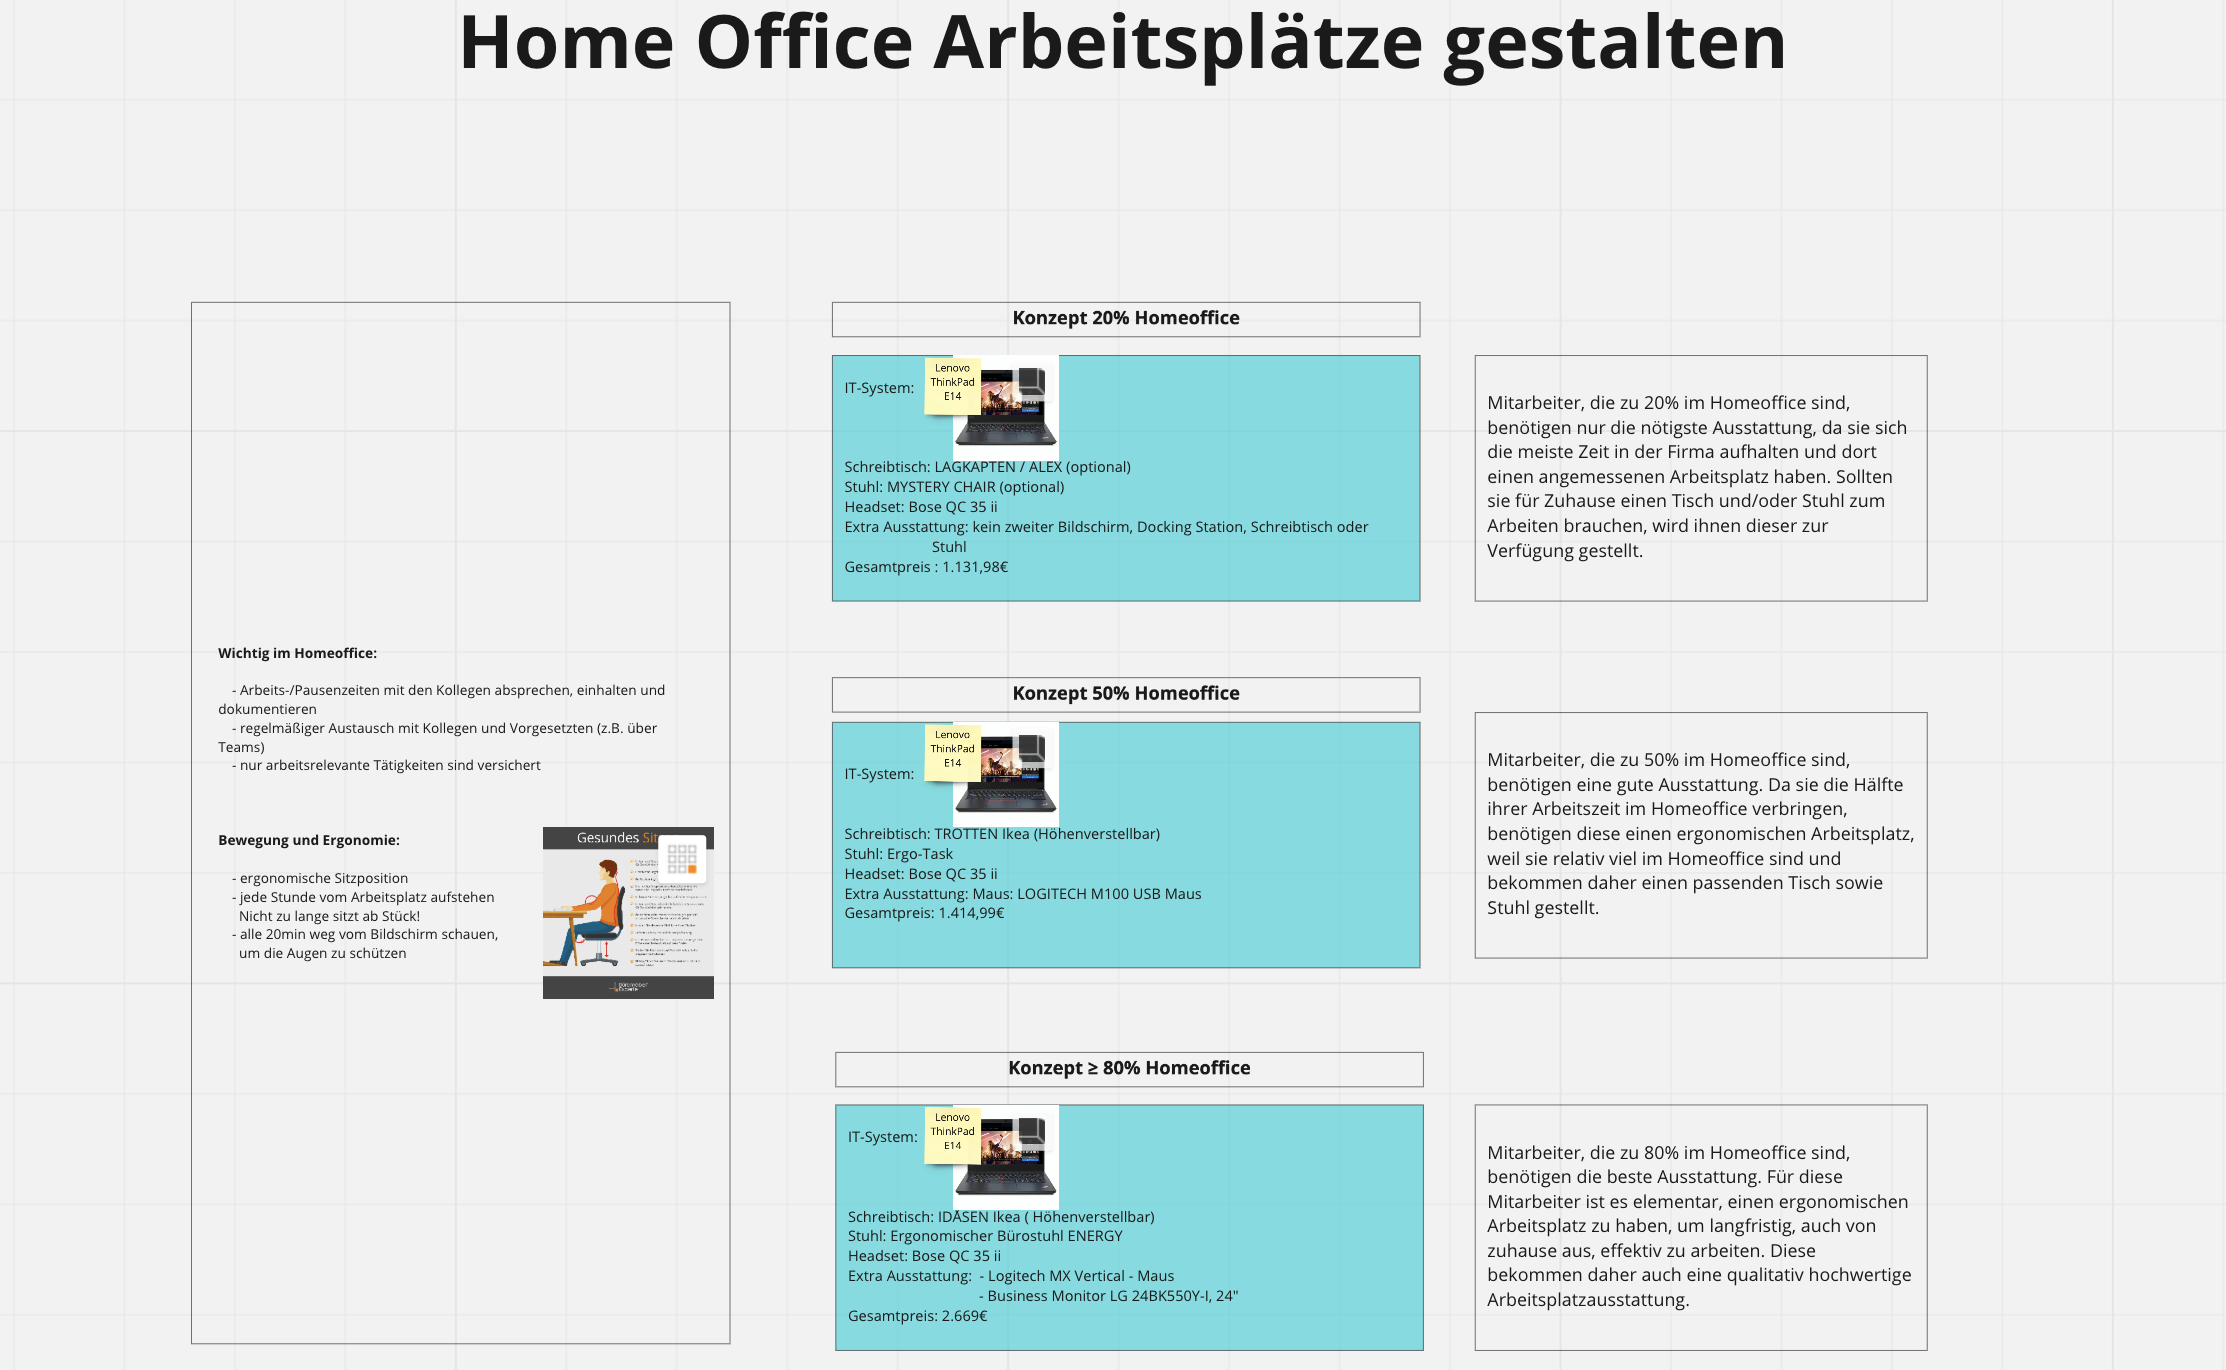 Home Office Arbeitsplätze gestalten
Wichtig im Homeoffice:
- Arbeits-/Pausenzeiten mit den Kollegen absprechen, einhalten und
dokumentieren
- regelmäßiger Austausch mit Kollegen und Vorgesetzten (z.B. über
Teams)
- nur arbeitsrelevante Tätigkeiten sind versichert
Bewegung und Ergonomie:
- ergonomische Sitzposition
- jede Stunde vom Arbeitsplatz aufstehen
Nicht zu lange sitzt ab Stück!
- alle 20min weg vom Bildschirm schauen,
um die Augen zu schützen
Gesundes
Konzept 20% Homeoffice
IT-System:
Lenovo
ThinkPad
E14
Schreibtisch: LAGKAPTEN / ALEX (optional)
Stuhl: MYSTERY CHAIR (optional)
Headset: Bose QC 35 ii
Extra Ausstattung: kein zweiter Bildschirm, Docking Station, Schreibtisch oder
Stuhl
Gesamtpreis : 1.131,98€
Mitarbeiter, die zu 20% im Homeoffice sind,
benötigen nur die nötigste Ausstattung, da sie sich
die meiste Zeit in der Firma aufhalten und dort
einen angemessenen Arbeitsplatz haben. Sollten
sie für Zuhause einen Tisch und/oder Stuhl zum
Arbeiten brauchen, wird ihnen dieser zur
Verfügung gestellt.
Konzept 50% Homeoffice
IT-System:
Lenovo
ThinkPad
E14
Schreibtisch: TROTTEN Ikea (Höhenverstellbar)
Stuhl: Ergo-Task
Headset: Bose QC 35 ii
Extra Ausstattung: Maus: LOGITECH M100 USB Maus
Gesamtpreis: 1.414,99€
Mitarbeiter, die zu 50% im Homeoffice sind,
benötigen eine gute Ausstattung. Da sie die Hälfte
ihrer Arbeitszeit im Homeoffice verbringen,
benötigen diese einen ergonomischen Arbeitsplatz,
weil sie relativ viel im Homeoffice sind und
bekommen daher einen passenden Tisch sowie
Stuhl gestellt.
Konzept ≥ 80% Homeoffice
IT-System:
Lenovo
ThinkPad
E14
Schreibtisch: IDÅSEN Ikea ( Höhenverstellbar)
Stuhl: Ergonomischer Bürostuhl ENERGY
Headset: Bose QC 35 ii
Extra Ausstattung: - Logitech MX Vertical - Maus
- Business Monitor LG 24BK550Y-I, 24"
Gesamtpreis: 2.669€
Mitarbeiter, die zu 80% im Homeoffice sind,
benötigen die beste Ausstattung. Für diese
Mitarbeiter ist es elementar, einen ergonomischen
Arbeitsplatz zu haben, um langfristig, auch von
zuhause aus, effektiv zu arbeiten. Diese
bekommen daher auch eine qualitativ hochwertige
Arbeitsplatzausstattung.